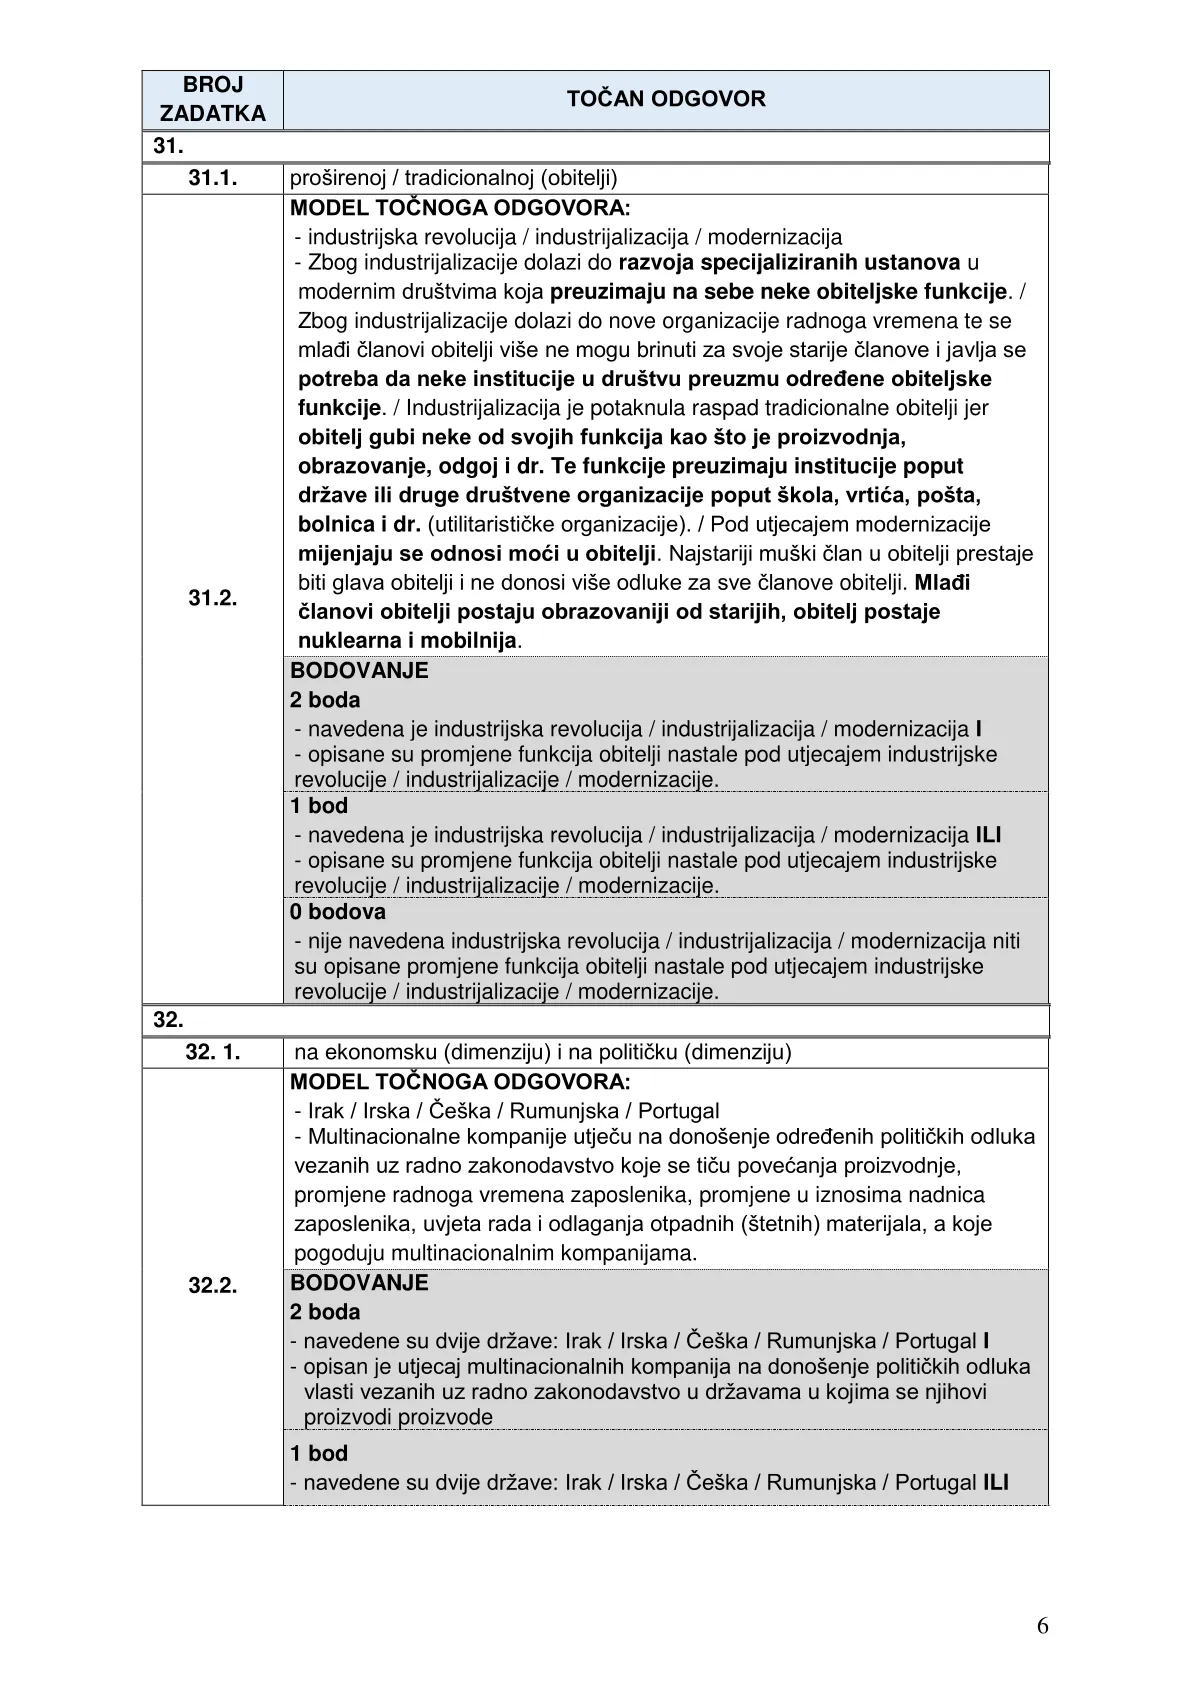 BROJ
ZADATKA
TOČAN ODGOVOR
31.
31.1.
proširenoj / tradicionalnoj (obitelji)
31.2.
MODEL TOČNOGA ODGOVORA:
- industrijska revolucija / industrijalizacija / modernizacija
- Zbog industrijalizacije dolazi do razvoja specijaliziranih ustanova u
modernim društvima koja preuzimaju na sebe neke obiteljske funkcije. /
Zbog industrijalizacije dolazi do nove organizacije radnoga vremena te se
mlađi članovi obitelji više ne mogu brinuti za svoje starije članove i javlja se
potreba da neke institucije u društvu preuzmu određene obiteljske
funkcije. / Industrijalizacija je potaknula raspad tradicionalne obitelji jer
obitelj gubi neke od svojih funkcija kao što je proizvodnja,
obrazovanje, odgoj i dr. Te funkcije preuzimaju institucije poput
države ili druge društvene organizacije poput škola, vrtića, pošta,
bolnica i dr. (utilitarističke organizacije). / Pod utjecajem modernizacije
mijenjaju se odnosi moći u obitelji. Najstariji muški član u obitelji prestaje
biti glava obitelji i ne donosi više odluke za sve članove obitelji. Mlađi
članovi obitelji postaju obrazovaniji od starijih, obitelj postaje
nuklearna i mobilnija.
BODOVANJE
2 boda
- navedena je industrijska revolucija / industrijalizacija / modernizacija I
- opisane su promjene funkcija obitelji nastale pod utjecajem industrijske
revolucije / industrijalizacije / modernizacije.
1 bod
- navedena je industrijska revolucija / industrijalizacija / modernizacija ILI
- opisane su promjene funkcija obitelji nastale pod utjecajem industrijske
revolucije / industrijalizacije / modernizacije.
0 bodova
- nije navedena industrijska revolucija / industrijalizacija / modernizacija niti
su opisane promjene funkcija obitelji nastale pod utjecajem industrijske
revolucije / industrijalizacije / modernizacije.
32.
32. 1.
na ekonomsku (dimenziju) i na političku (dimenziju)
32.2.
MODEL TOČNOGA ODGOVORA:
- Irak / Irska / Češka / Rumunjska / Portugal
- Multinacionalne kompanije utječu na donošenje određenih političkih odluka
vezanih uz radno zakonodavstvo koje se tiču povećanja proizvodnje,
promjene radnoga vremena zaposlenika, promjene u iznosima nadnica
zaposlenika, uvjeta rada i odlaganja otpadnih (štetnih) materijala, a koje
pogoduju multinacionalnim kompanijama.
BODOVANJE
2 boda
- navedene su dvije države: Irak / Irska / Češka / Rumunjska / Portugal I
- opisan je utjecaj multinacionalnih kompanija na donošenje političkih odluka
vlasti vezanih uz radno zakonodavstvo u državama u kojima se njihovi
proizvodi proizvode
1 bod
- navedene su dvije države: Irak / Irska / Češka / Rumunjska / Portugal ILI
6